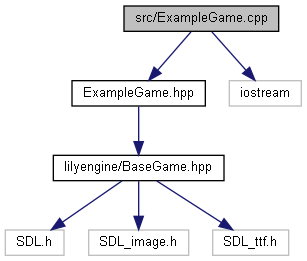 src/ExampleGame.cpp
ExampleGame.hpp
iostream
lilyengine/BaseGame.hpp
SDL.h
SDL_image.h
SDL_ttf.h